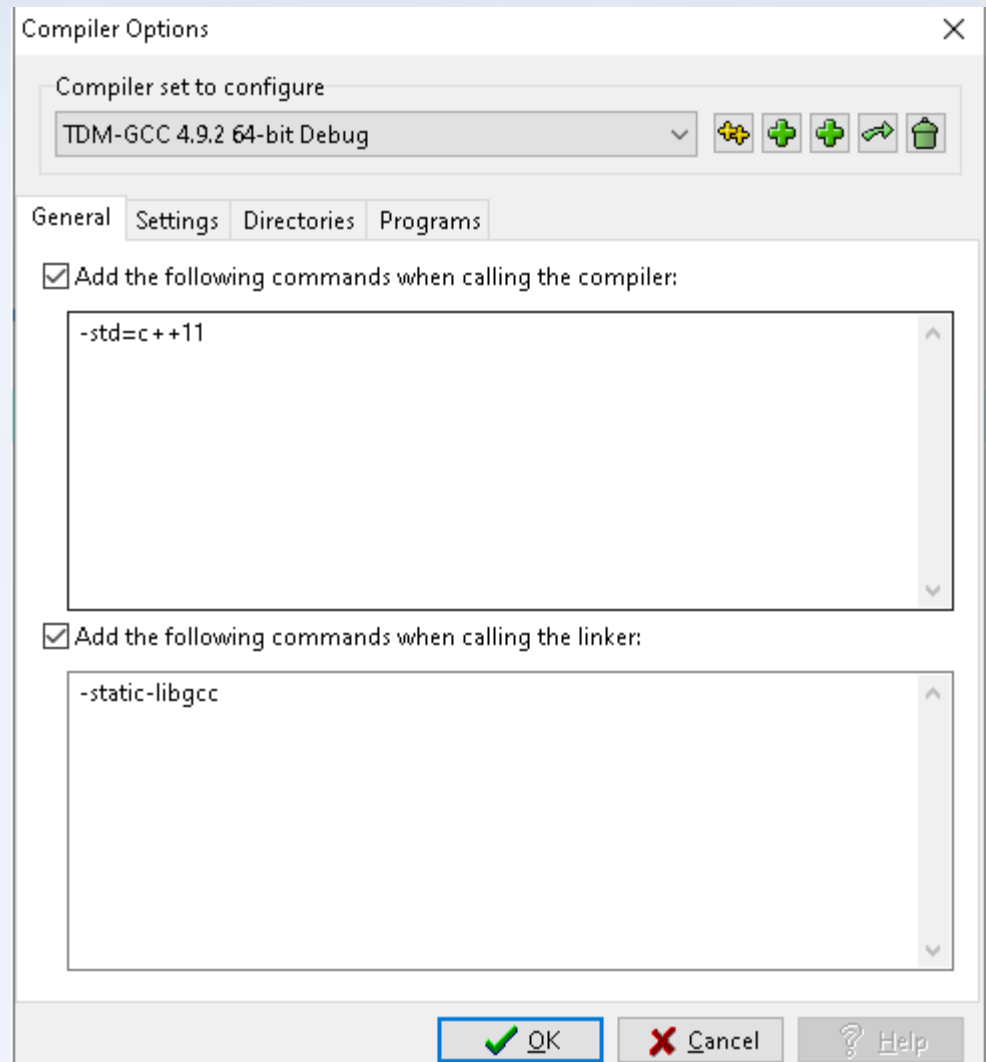 Compiler Options
Compiler set to configure
TDM-GCC 4.9.2 64-bit Debug
General Settings Directories Programs
Add the following commands when calling the compiler:
-std=c++11
Add the following commands when calling the linker:
-static-libgcc
OK Cancel Help